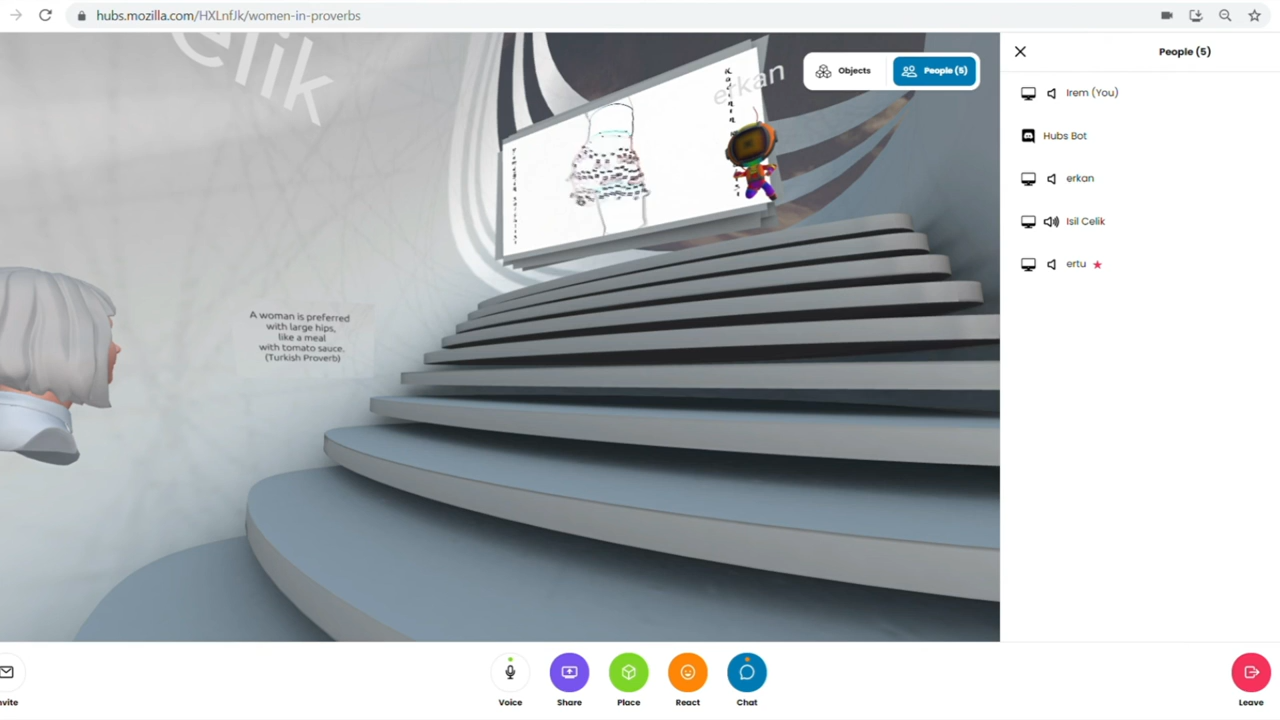 hubs.mozilla.com/HXLnfJk/women-in-proverbs
elik
erkan
Objects
People (5)
People (5)
Irem (You)
Hubs Bot
erkan
Isil Celik
ertu
A woman is preferred
with large hips,
like a meal
with tomato sauce.
(Turkish Proverb)
nvite
Voice
Share
Place
React
Chat
Leave